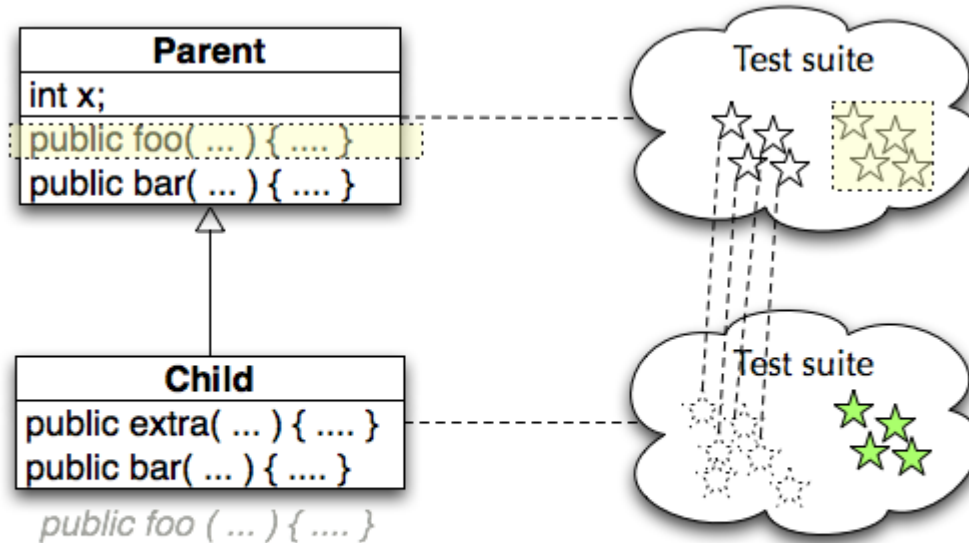 Parent
int x;
public foo( ... ) { .... }
public bar( ... ) { .... }
Test suite
Child
public extra( ... ) { .... }
public bar( ... ) { .... }
public foo ( ... ) { .... }
Test suite